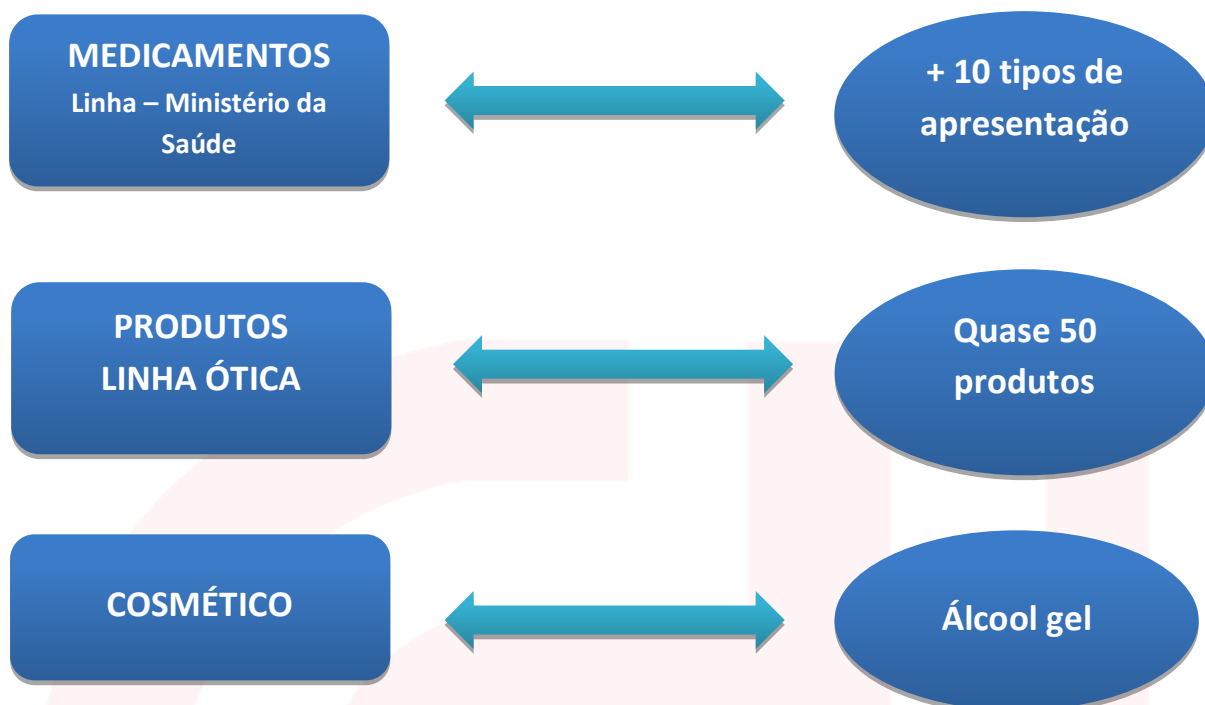 MEDICAMENTOS
Linha – Ministério da
Saúde
+ 10 tipos de
apresentação
PRODUTOS
LINHA ÓTICA
Quase 50
produtos
COSMÉTICO
Álcool gel